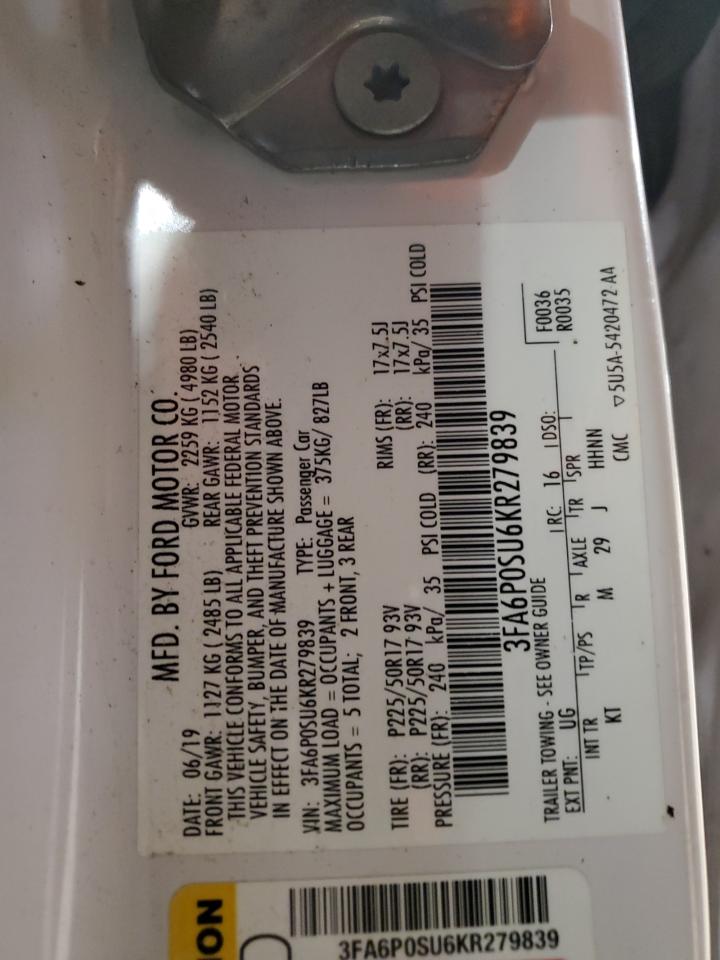 MFD. BY FORD MOTOR CO.
DATE: 06/19 GVWR: 2259 KG ( 4980 LB)
FRONT GAWR: 1127 KG ( 2485 LB) REAR GAWR: 1152 KG ( 2540 LB)
THIS VEHICLE CONFORMS TO ALL APPLICABLE FEDERAL MOTOR
VEHICLE SAFETY, BUMPER, AND THEFT PREVENTION STANDARDS
IN EFFECT ON THE DATE OF MANUFACTURE SHOWN ABOVE.
VIN: 3FA6P0SU6KR279839 TYPE: Passenger Car
MAXIMUM LOAD = OCCUPANTS + LUGGAGE = 375KG/ 827LB
OCCUPANTS = 5 TOTAL; 2 FRONT, 3 REAR
TIRE (FR): P225/50R17 93V RIMS (FR): 17x7.5J
(RR): P225/50R17 93V (RR): 17x7.5J
PRESSURE (FR): 240 kPa/ 35 PSI COLD (RR): 240 kPa/ 35 PSI COLD
3FA6P0SU6KR279839
TRAILER TOWING - SEE OWNER GUIDE
EXT PNT: UG RC: 16 DSO: F0036
R0035
INT TR TP/PS R AXLE TR SPR
KT M 29 J HHNN
CMC ▽5U5A-5420472 AA
ION
3FA6P0SU6KR279839